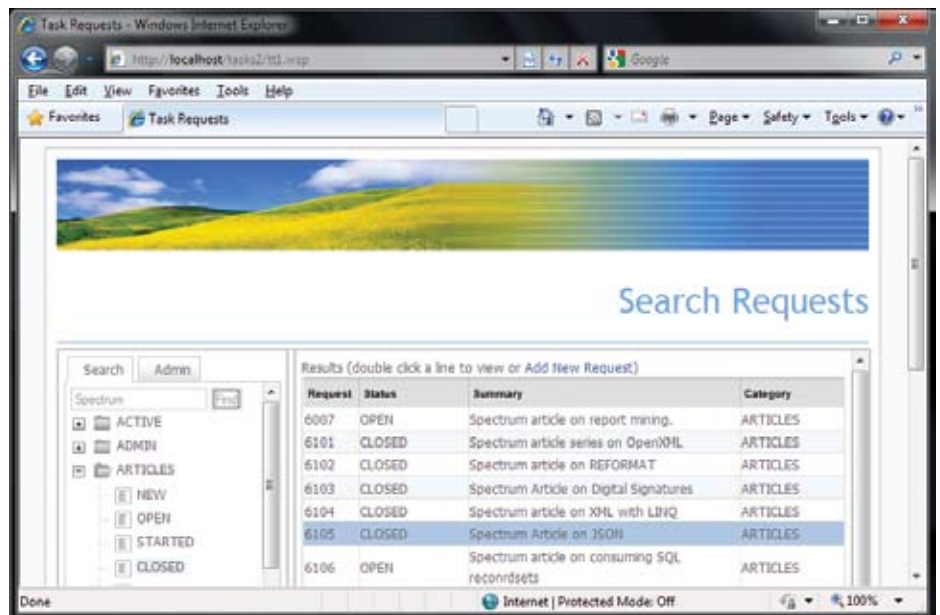 Task Requests - Windows Internet Explorer
http://localhost/tasks2/tt1.wsp
Google
File Edit View Favorites Tools Help
Favorites Task Requests Page Safety Tools
Search Requests
Search Admin
Spectrum Find
ACTIVE
ADMIN
ARTICLES
NEW
OPEN
STARTED
CLOSED
Results (double click a line to view or Add New Request)
Request Status Summary Category
6007 OPEN Spectrum article on report mining. ARTICLES
6101 CLOSED Spectrum article series on OpenXML ARTICLES
6102 CLOSED Spectrum article on REFORMAT ARTICLES
6103 CLOSED Spectrum Article on Digital Signatures ARTICLES
6104 CLOSED Spectrum article on XML with LINQ ARTICLES
6105 CLOSED Spectrum Article on JSON ARTICLES
6106 OPEN Spectrum article on consuming SQL ARTICLES
reconrdsets
Done Internet | Protected Mode: Off 100%